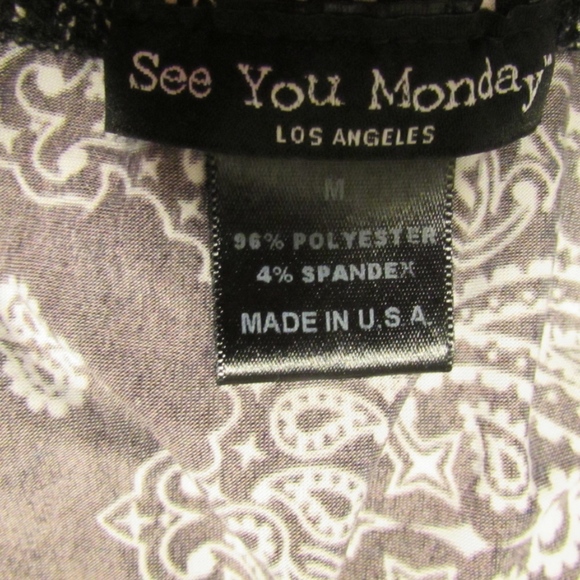 See You Monday™
LOS ANGELES
M
96% POLYESTER
4% SPANDEX
MADE IN U.S.A.